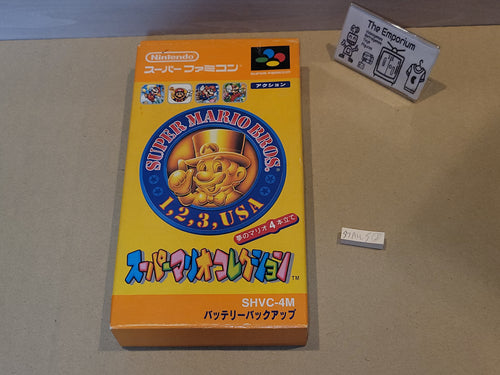 Nintendo
スーパーファミコン
アクション
SUPER MARIO BROS.
1,2,3,USA
夢のマリオ4本立て
スーパーマリオコレクション
TM
SHVC-4M
バッテリーバックアップ
The Emporium